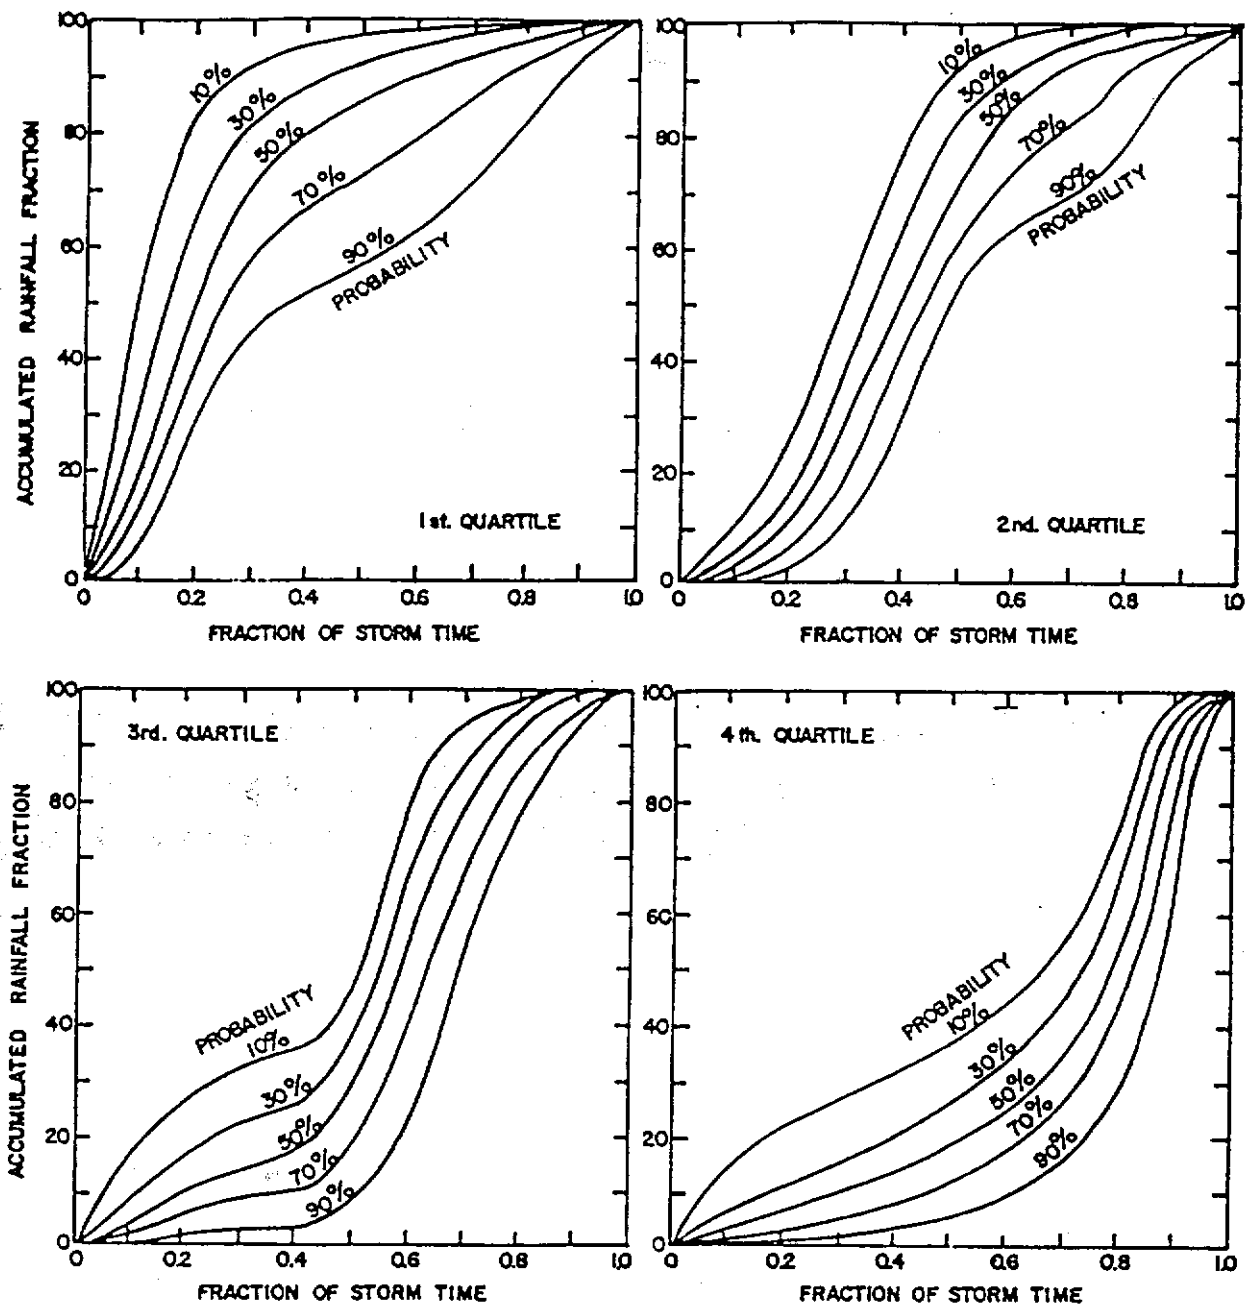 100
80
60
40
20
0
ACCUMULATED RAINFALL FRACTION
10%
30%
50%
70%
90%
PROBABILITY
1st. QUARTILE
0 0.2 0.4 0.6 0.8 1.0
FRACTION OF STORM TIME
100
80
60
40
20
0
10%
30%
50%
70%
90%
PROBABILITY
2nd. QUARTILE
0 0.2 0.4 0.6 0.8 1.0
FRACTION OF STORM TIME
100
80
60
40
20
0
ACCUMULATED RAINFALL FRACTION
3rd. QUARTILE
PROBABILITY
10%
30%
50%
70%
90%
0 0.2 0.4 0.6 0.8 1.0
FRACTION OF STORM TIME
100
80
60
40
20
0
4th. QUARTILE
PROBABILITY
10%
30%
50%
70%
90%
0 0.2 0.4 0.6 0.8 1.0
FRACTION OF STORM TIME